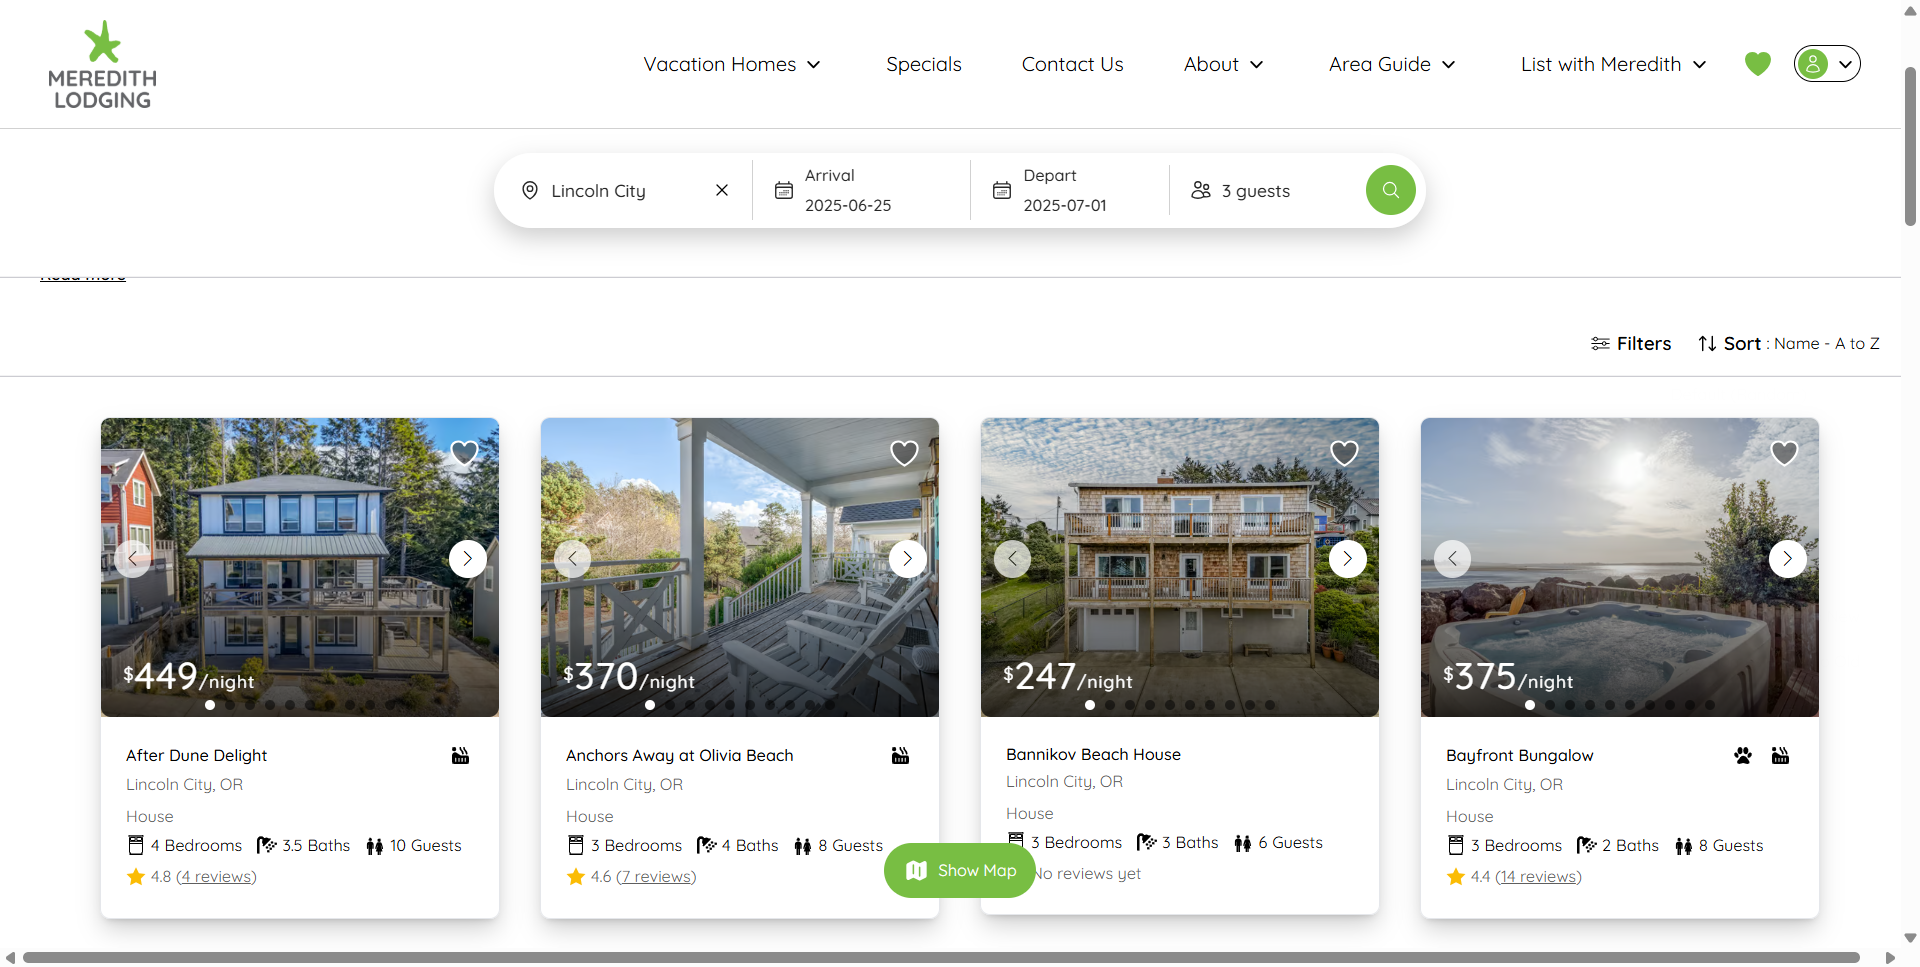 MEREDITH
LODGING
Vacation Homes
Specials
Contact Us
About
Area Guide
List with Meredith
Lincoln City
Arrival
2025-06-25
Depart
2025-07-01
3 guests
Read more
Filters
Sort : Name - A to Z
$449/night
After Dune Delight
Lincoln City, OR
House
4 Bedrooms 3.5 Baths 10 Guests
4.8 (4 reviews)
$370/night
Anchors Away at Olivia Beach
Lincoln City, OR
House
3 Bedrooms 4 Baths 8 Guests
4.6 (7 reviews)
$247/night
Bannikov Beach House
Lincoln City, OR
House
3 Bedrooms 3 Baths 6 Guests
No reviews yet
$375/night
Bayfront Bungalow
Lincoln City, OR
House
3 Bedrooms 2 Baths 8 Guests
4.4 (14 reviews)
Show Map